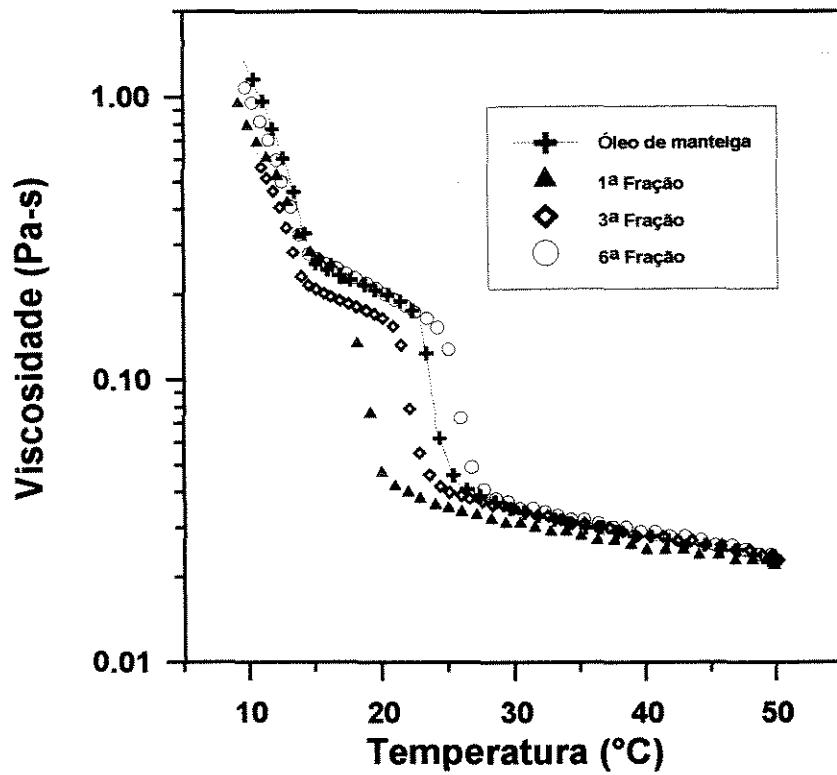 Viscosidade (Pa-s)
1.00
0.10
0.01
Óleo de manteiga
1ª Fração
3ª Fração
6ª Fração
10
20
30
40
50
Temperatura (°C)